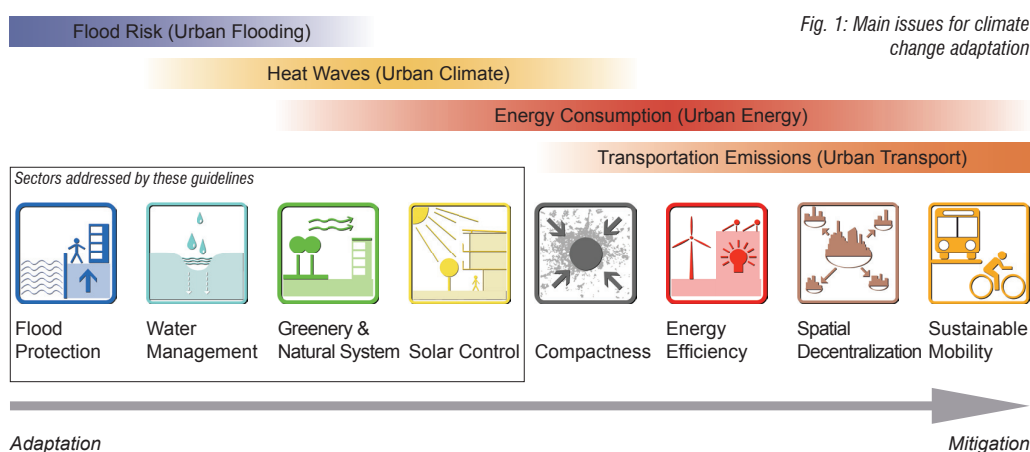 Flood Risk (Urban Flooding)
Fig. 1: Main issues for climate
change adaptation
Heat Waves (Urban Climate)
Energy Consumption (Urban Energy)
Transportation Emissions (Urban Transport)
Sectors addressed by these guidelines
Flood
Protection
Water
Management
Greenery &
Natural System
Solar Control
Compactness
Energy
Efficiency
Spatial
Decentralization
Sustainable
Mobility
Adaptation
Mitigation